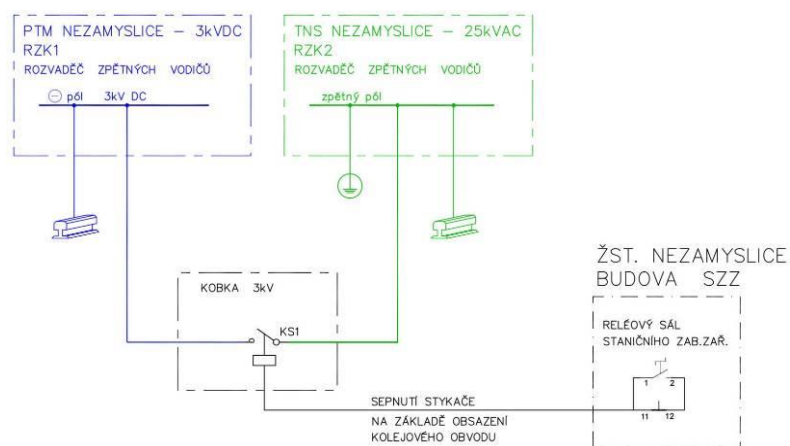 PTM NEZAMYSLICE – 3kVDC
RZK1
ROZVADĚČ ZPĚTNÝCH VODIČŮ
⊖ pól 3kV DC
TNS NEZAMYSLICE – 25kVAC
RZK2
ROZVADĚČ ZPĚTNÝCH VODIČŮ
zpětný pól
KOBKA 3kV
KS1
ŽST. NEZAMYSLICE
BUDOVA SZZ
RELÉOVÝ SÁL
STANIČNÍHO ZAB.ZAŘ.
1 2
11 12
SEPNUTÍ STYKAČE
NA ZÁKLADĚ OBSAZENÍ
KOLEJOVÉHO OBVODU